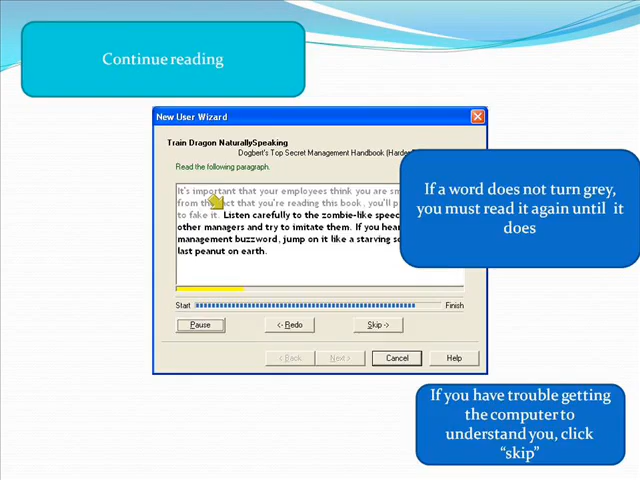 Continue reading
New User Wizard
Train Dragon NaturallySpeaking
Dogbert's Top Secret Management Handbook (Harder
Read the following paragraph.
It's important that your employees think you are sm
from the fact that you're reading this book, you'll p
to fake it. Listen carefully to the zombie-like speec
other managers and try to imitate them. If you hear
management buzzword, jump on it like a starving sq
last peanut on earth.
If a word does not turn grey,
you must read it again until it
does
Start
Finish
Pause
<- Redo
Skip ->
< Back
Next >
Cancel
Help
If you have trouble getting
the computer to
understand you, click
“skip”